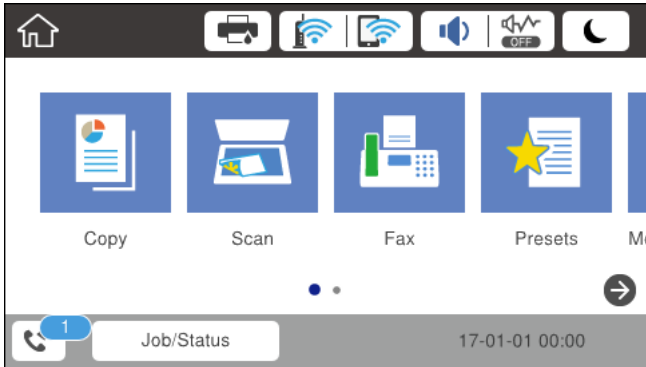 OFF
Copy
Scan
Fax
Presets
1
Job/Status
17-01-01 00:00